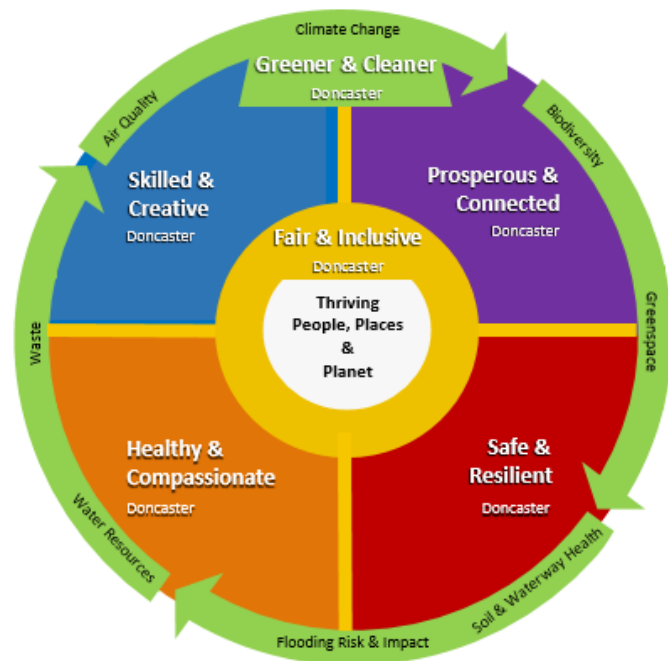 Climate Change
Greener & Cleaner
Doncaster
Air Quality
Biodiversity
Skilled &
Creative
Doncaster
Prosperous &
Connected
Doncaster
Fair & Inclusive
Doncaster
Thriving
People, Places
&
Planet
Waste
Greenspace
Healthy &
Compassionate
Doncaster
Safe &
Resilient
Doncaster
Water Resources
Soil & Waterway Health
Flooding Risk & Impact